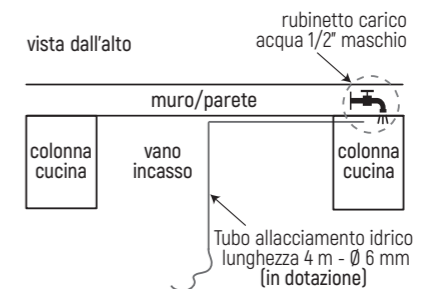 rubinetto carico
acqua 1/2" maschio
vista dall'alto
muro/parete
colonna
cucina
vano
incasso
colonna
cucina
Tubo allacciamento idrico
lunghezza 4 m - Ø 6 mm
(in dotazione)